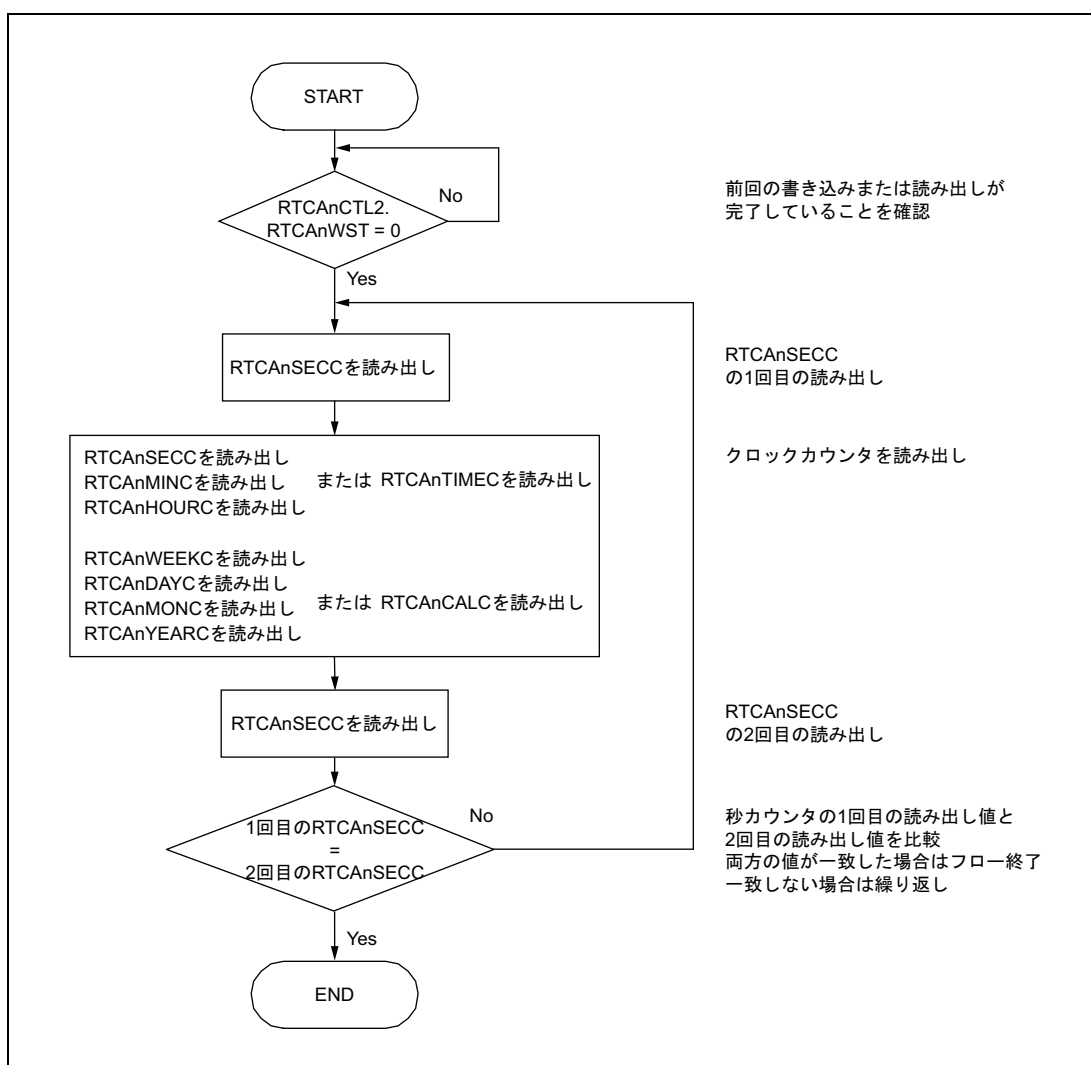 START
RTCAnCTL2.
RTCAnWST = 0
No
前回の書き込みまたは読み出しが
完了していることを確認
Yes
RTCAnSECCを読み出し
RTCAnSECC
の1回目の読み出し
RTCAnSECCを読み出し
RTCAnMINCを読み出し
RTCAnHOURCを読み出し
または RTCAnTIMECを読み出し
クロックカウンタを読み出し
RTCAnWEEKCを読み出し
RTCAnDAYCを読み出し
RTCAnMONCを読み出し
RTCAnYEARCを読み出し
または RTCAnCALCを読み出し
RTCAnSECCを読み出し
RTCAnSECC
の2回目の読み出し
1回目のRTCAnSECC
=
2回目のRTCAnSECC
No
秒カウンタの1回目の読み出し値と
2回目の読み出し値を比較
両方の値が一致した場合はフロー終了
一致しない場合は繰り返し
Yes
END